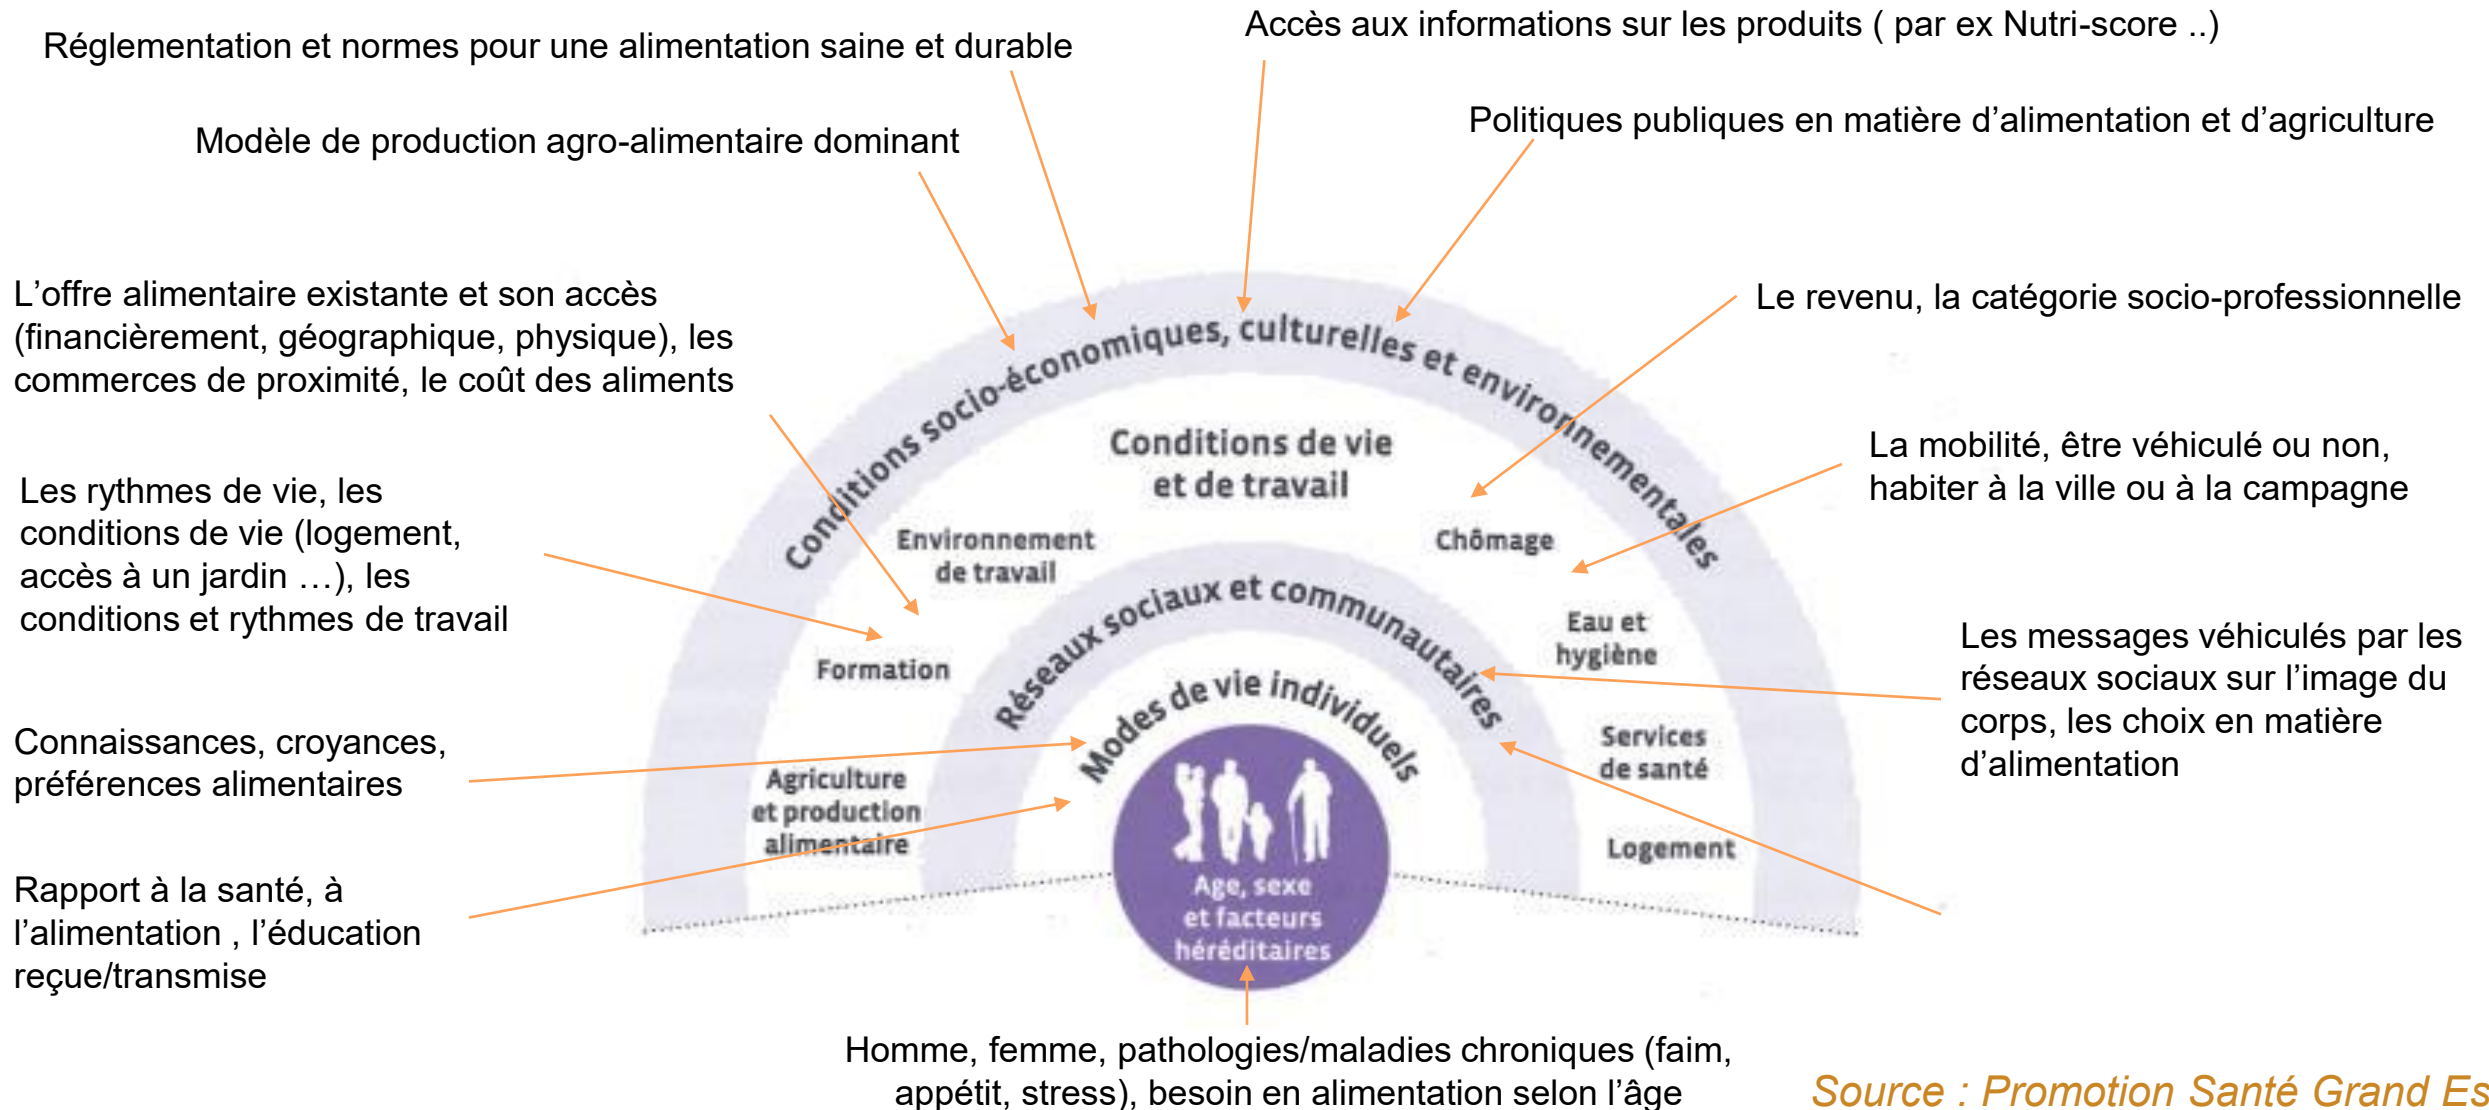 Réglementation et normes pour une alimentation saine et durable
Accès aux informations sur les produits ( par ex Nutri-score ..)
Modèle de production agro-alimentaire dominant
Politiques publiques en matière d’alimentation et d’agriculture
L’offre alimentaire existante et son accès
(financièrement, géographique, physique), les
commerces de proximité, le coût des aliments
Le revenu, la catégorie socio-professionnelle
Les rythmes de vie, les
conditions de vie (logement,
accès à un jardin …), les
conditions et rythmes de travail
La mobilité, être véhiculé ou non,
habiter à la ville ou à la campagne
Connaissances, croyances,
préférences alimentaires
Les messages véhiculés par les
réseaux sociaux sur l’image du
corps, les choix en matière
d’alimentation
Rapport à la santé, à
l’alimentation , l’éducation
reçue/transmise
Conditions socio-économiques, culturelles et environnementales
Conditions de vie
et de travail
Environnement
de travail
Chômage
Formation
Eau et
hygiène
Agriculture
et production
alimentaire
Services
de santé
Logement
Réseaux sociaux et communautaires
Modes de vie individuels
Age, sexe
et facteurs
héréditaires
Homme, femme, pathologies/maladies chroniques (faim,
appétit, stress), besoin en alimentation selon l’âge
Source : Promotion Santé Grand Es